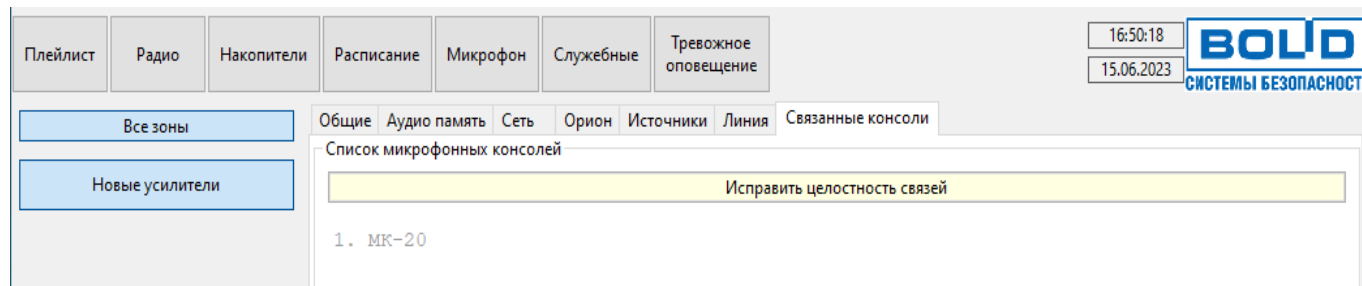 Плейлист
Радио
Накопители
Расписание
Микрофон
Служебные
Тревожное
оповещение
16:50:18
15.06.2023
BOLID
СИСТЕМЫ БЕЗОПАСНОСТ
Все зоны
Новые усилители
Общие Аудио память Сеть Орион Источники Линия Связанные консоли
Список микрофонных консолей
Исправить целостность связей
1. МК-20